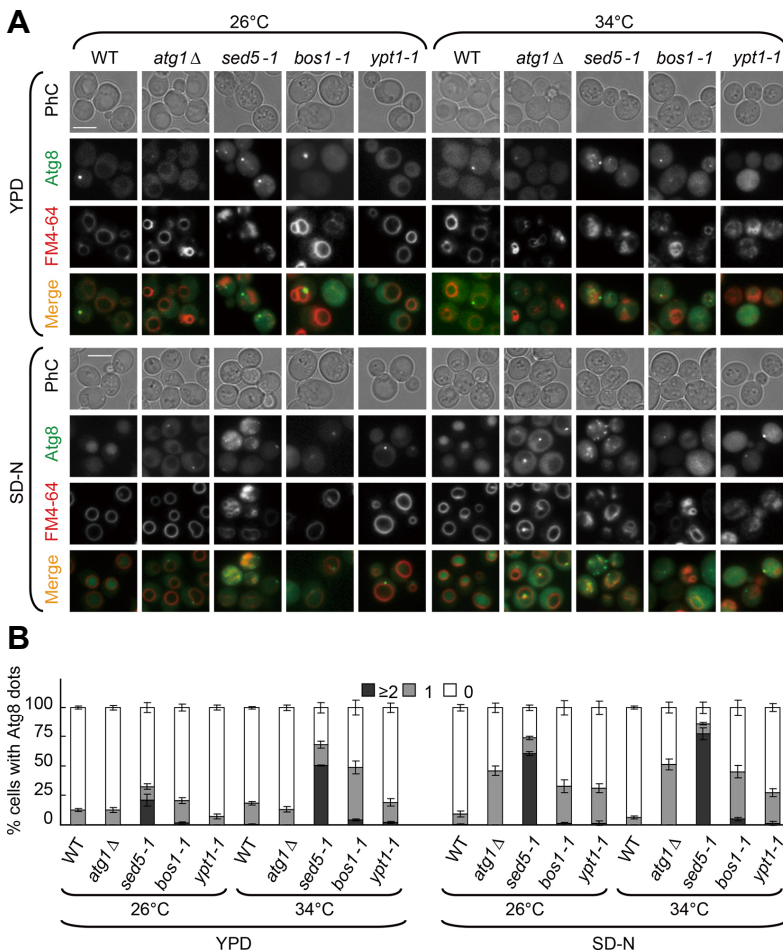 A
26°C 34°C
WT atg1Δ sed5-1 bos1-1 ypt1-1 WT atg1Δ sed5-1 bos1-1 ypt1-1
YPD
PhC
Atg8
FM4-64
Merge
SD-N
PhC
Atg8
FM4-64
Merge
B
≥2 1 0
% cells with Atg8 dots
100
75
50
25
0
WT atg1Δ sed5-1 bos1-1 ypt1-1 WT atg1Δ sed5-1 bos1-1 ypt1-1 WT atg1Δ sed5-1 bos1-1 ypt1-1 WT atg1Δ sed5-1 bos1-1 ypt1-1
26°C 34°C 26°C 34°C
YPD SD-N